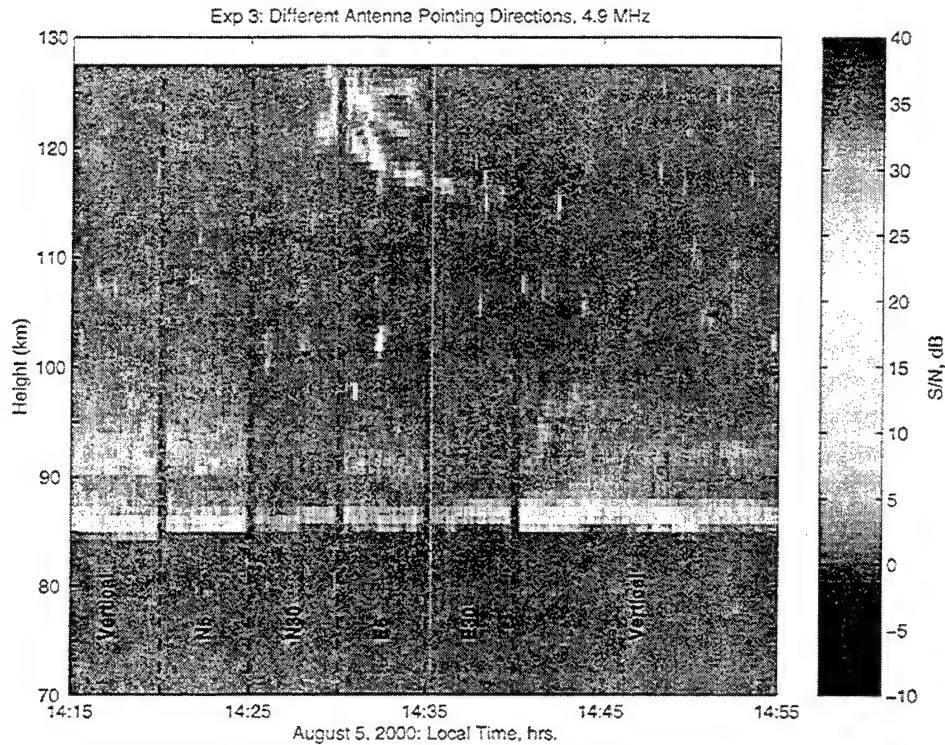 Exp 3: Different Antenna Pointing Directions, 4.9 MHz
130
120
110
100
90
80
70
Height (km)
Vertical
N6
N30
E6
E30
Vertical
14:15
14:25
14:35
14:45
14:55
August 5, 2000: Local Time, hrs.
40
35
30
25
20
15
10
5
0
-5
-10
S/N, dB